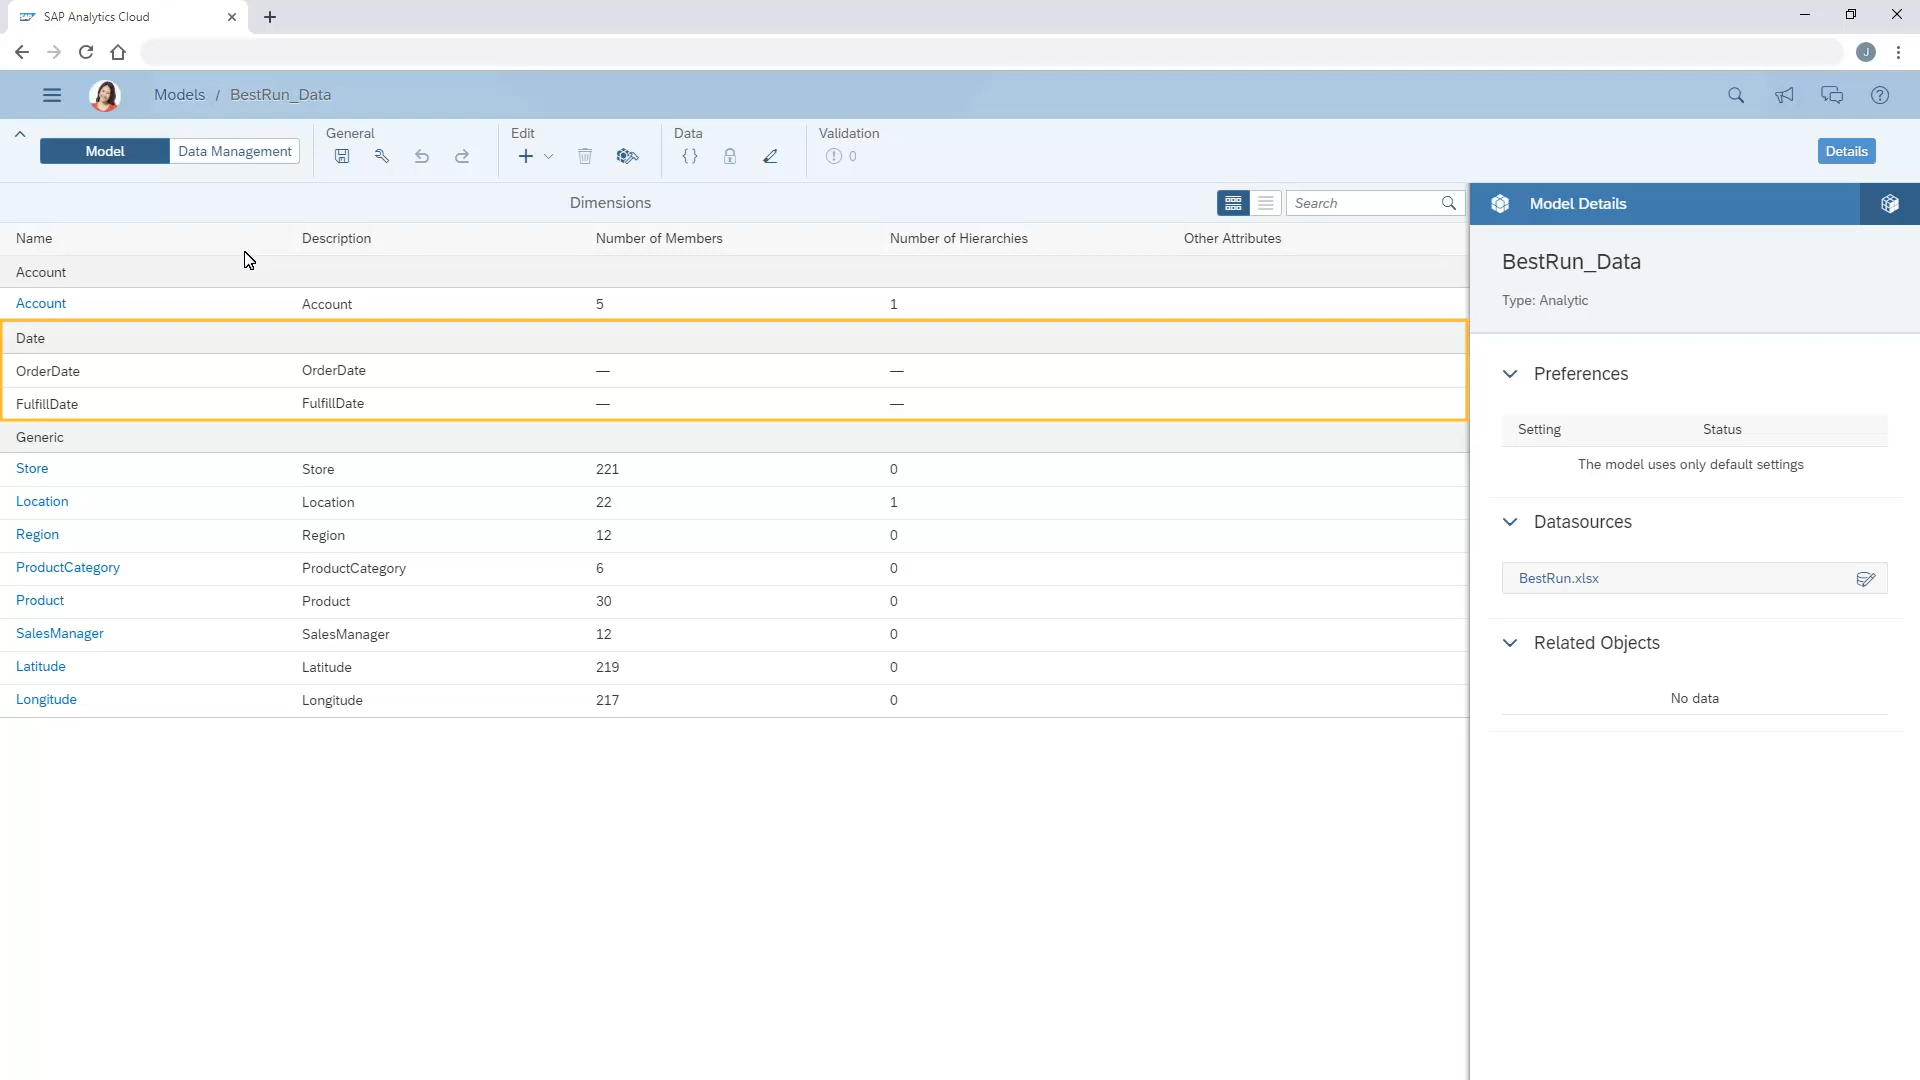 SAP SAP Analytics Cloud
J
Models / BestRun_Data
Model Data Management
General
Edit
Data
Validation
0
Details
Dimensions
Search
Name Description Number of Members Number of Hierarchies Other Attributes
Account
Account Account 5 1
Date
OrderDate OrderDate — —
FulfillDate FulfillDate — —
Generic
Store Store 221 0
Location Location 22 1
Region Region 12 0
ProductCategory ProductCategory 6 0
Product Product 30 0
SalesManager SalesManager 12 0
Latitude Latitude 219 0
Longitude Longitude 217 0
Model Details
BestRun_Data
Type: Analytic
Preferences
Setting Status
The model uses only default settings
Datasources
BestRun.xlsx
Related Objects
No data